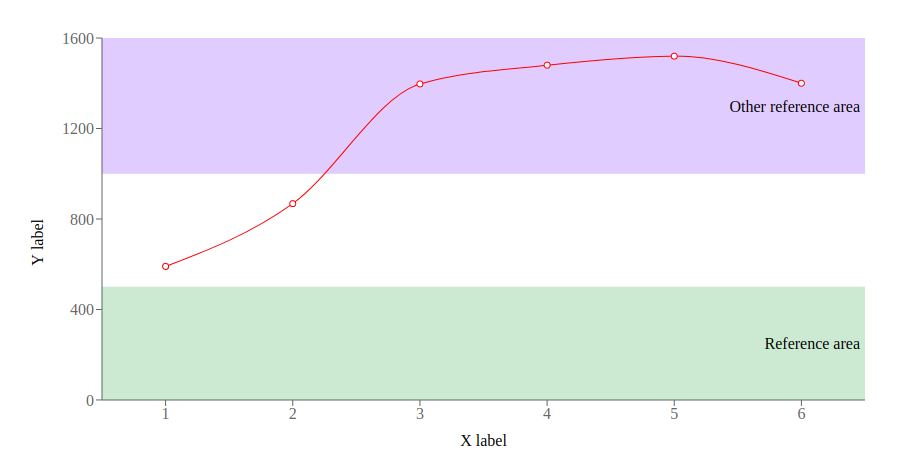 1600
1200
800
400
0
Y label
Other reference area
Reference area
1 2 3 4 5 6
X label